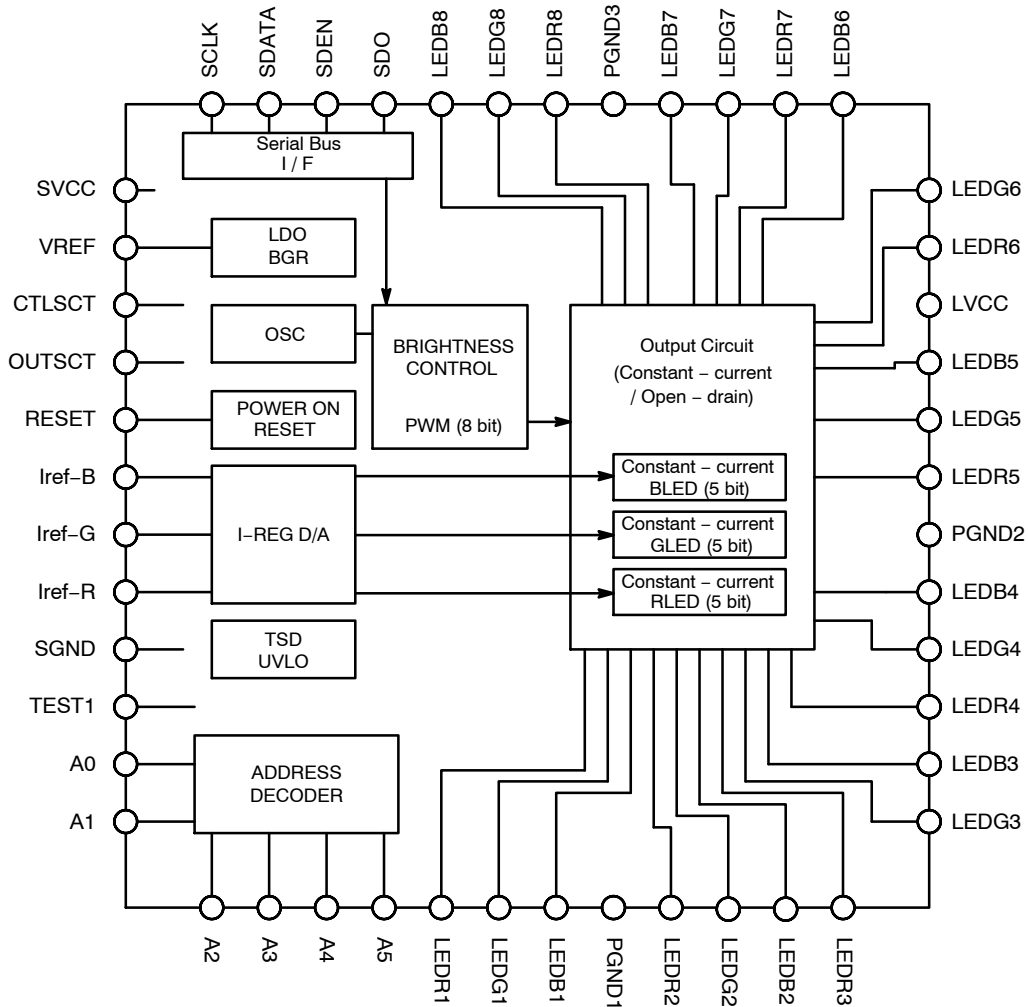 SCLK
SDATA
SDEN
SDO
LEDB8
LEDG8
LEDR8
PGND3
LEDB7
LEDG7
LEDR7
LEDB6
Serial Bus
I / F
SVCC
VREF
CTLSCT
OUTSCT
RESET
Iref–B
Iref–G
Iref–R
SGND
TEST1
A0
A1
LDO
BGR
OSC
POWER ON
RESET
I–REG D/A
TSD
UVLO
ADDRESS
DECODER
BRIGHTNESS
CONTROL
PWM (8 bit)
Output Circuit
(Constant – current
/ Open – drain)
Constant – current
BLED (5 bit)
Constant – current
GLED (5 bit)
Constant – current
RLED (5 bit)
LEDG6
LEDR6
LVCC
LEDB5
LEDG5
LEDR5
PGND2
LEDB4
LEDG4
LEDR4
LEDB3
LEDG3
A2
A3
A4
A5
LEDR1
LEDG1
LEDB1
PGND1
LEDR2
LEDG2
LEDB2
LEDR3